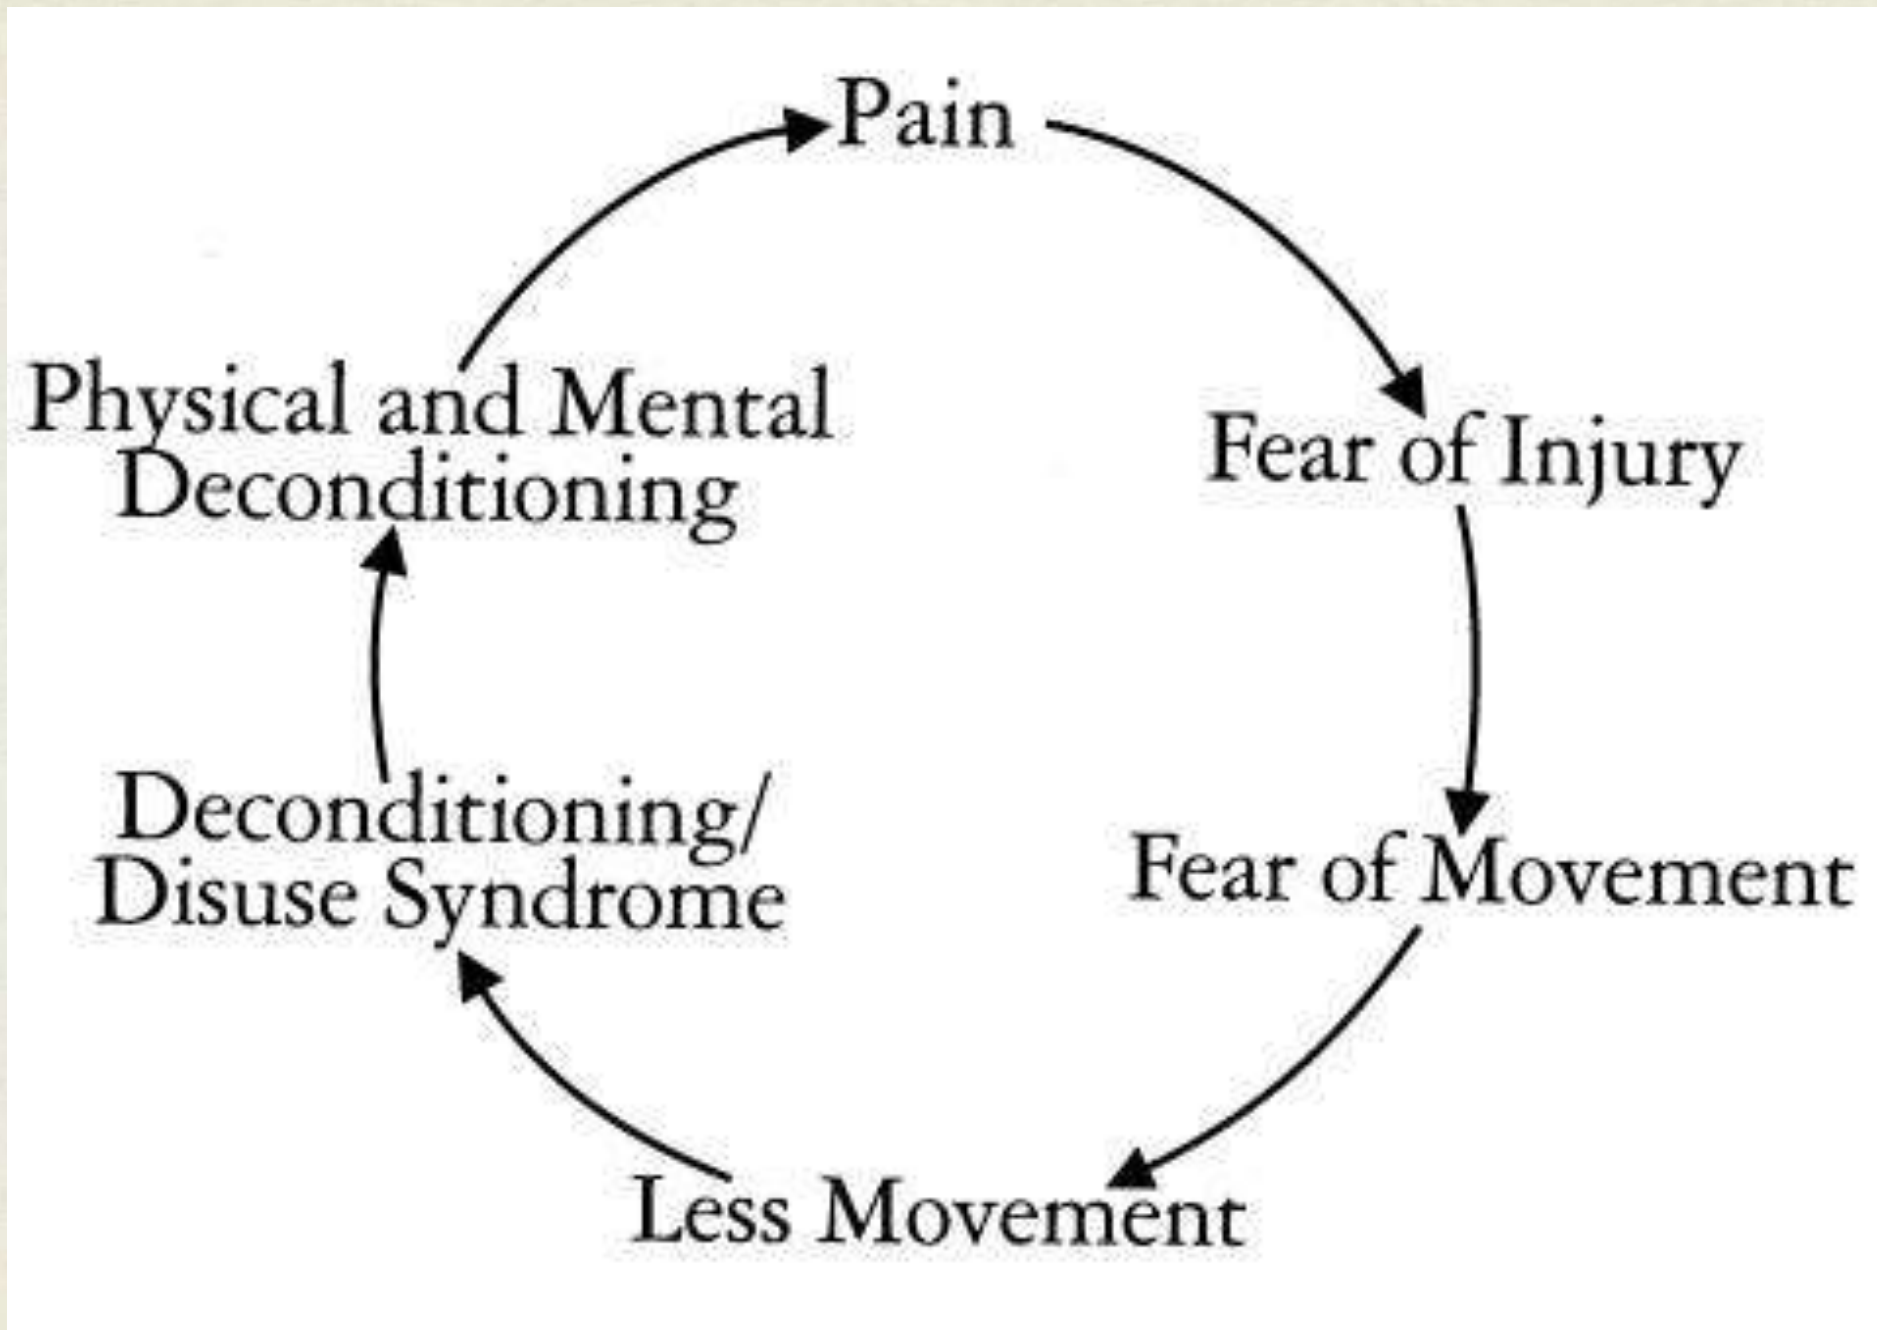 Pain
Fear of Injury
Fear of Movement
Less Movement
Deconditioning/
Disuse Syndrome
Physical and Mental
Deconditioning